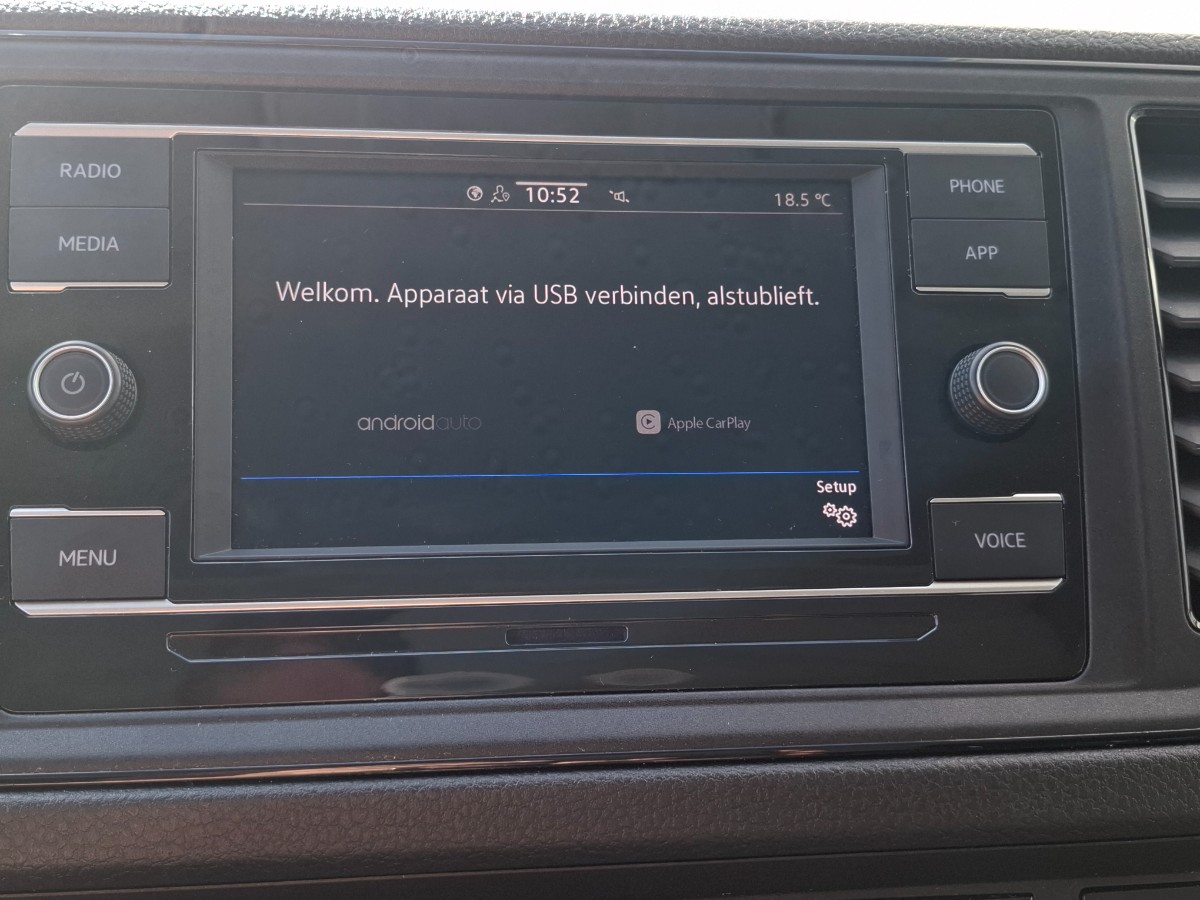 RADIO
MEDIA
MENU
10:52
18.5 °C
Welkom. Apparaat via USB verbinden, alstublieft.
androidauto
Apple CarPlay
Setup
PHONE
APP
VOICE